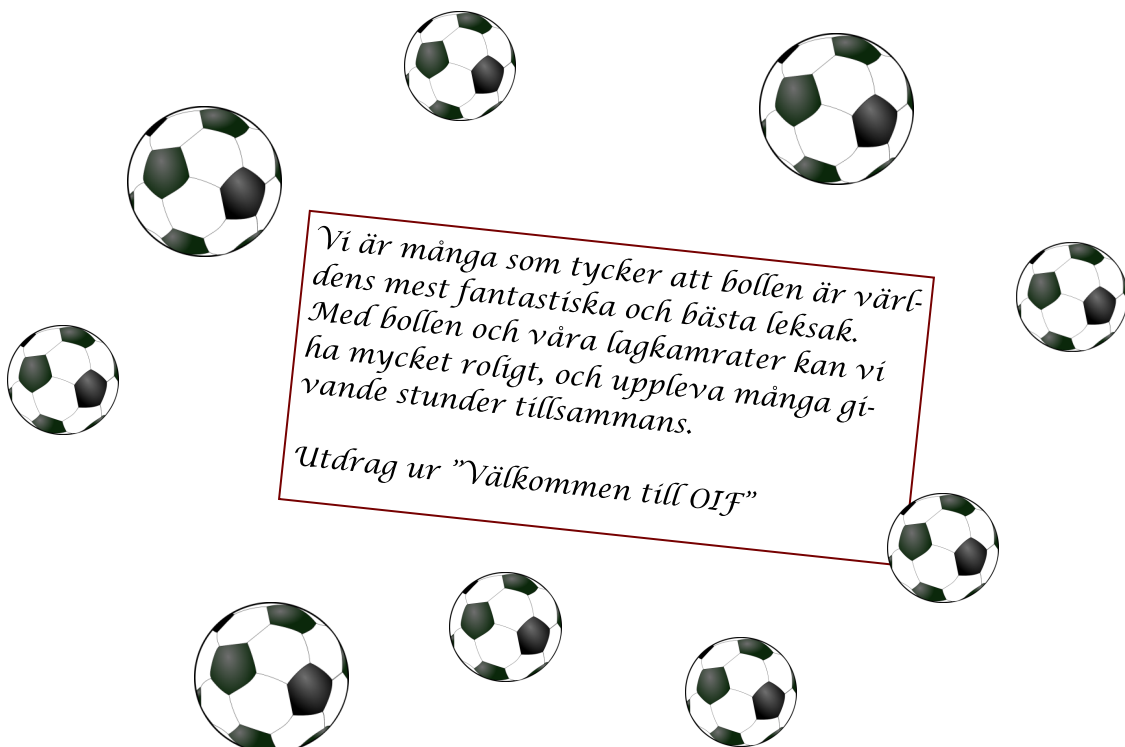 Vi är många som tycker att bollen är värl-
dens mest fantastiska och bästa leksak.
Med bollen och våra lagkamrater kan vi
ha mycket roligt, och uppleva många gi-
vande stunder tillsammans.
Utdrag ur ”Välkommen till OIF”